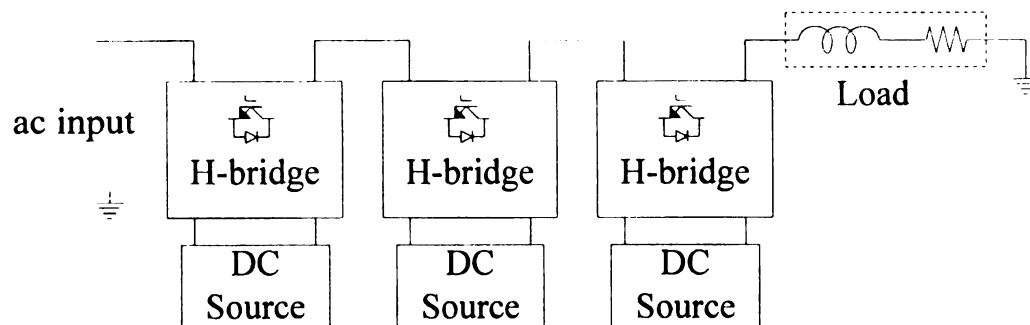 Load
ac input
H-bridge H-bridge H-bridge
DC DC DC
Source Source Source